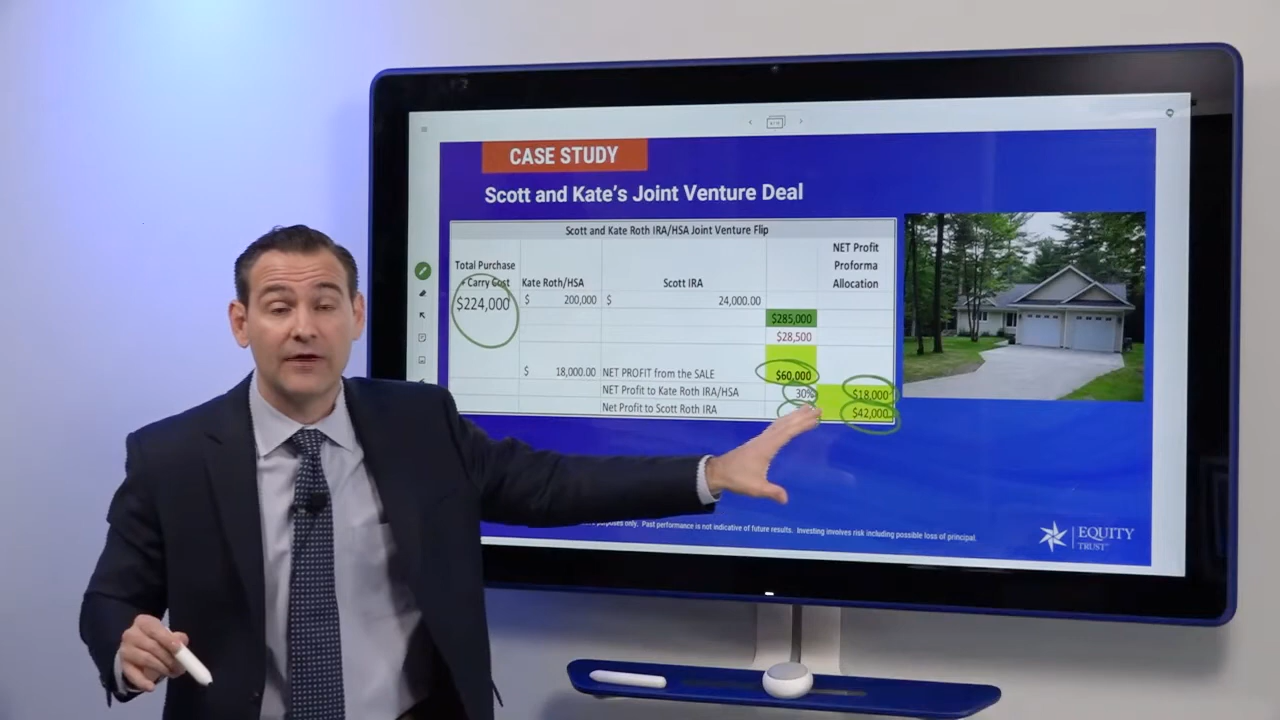 CASE STUDY
Scott and Kate's Joint Venture Deal
Scott and Kate Roth IRA/HSA Joint Venture Flip
NET Profit
Proforma
Allocation
Total Purchase
+ Carry Cost
Kate Roth/HSA
Scott IRA
$224,000
$ 200,000
$ 24,000.00
$285,000
$28,500
$ 18,000.00 NET PROFIT from the SALE $60,000
NET Profit to Kate Roth IRA/HSA 30% $18,000
Net Profit to Scott Roth IRA $42,000
purposes only. Past performance is not indicative of future results. Investing involves risk including possible loss of principal.
EQUITY
TRUST